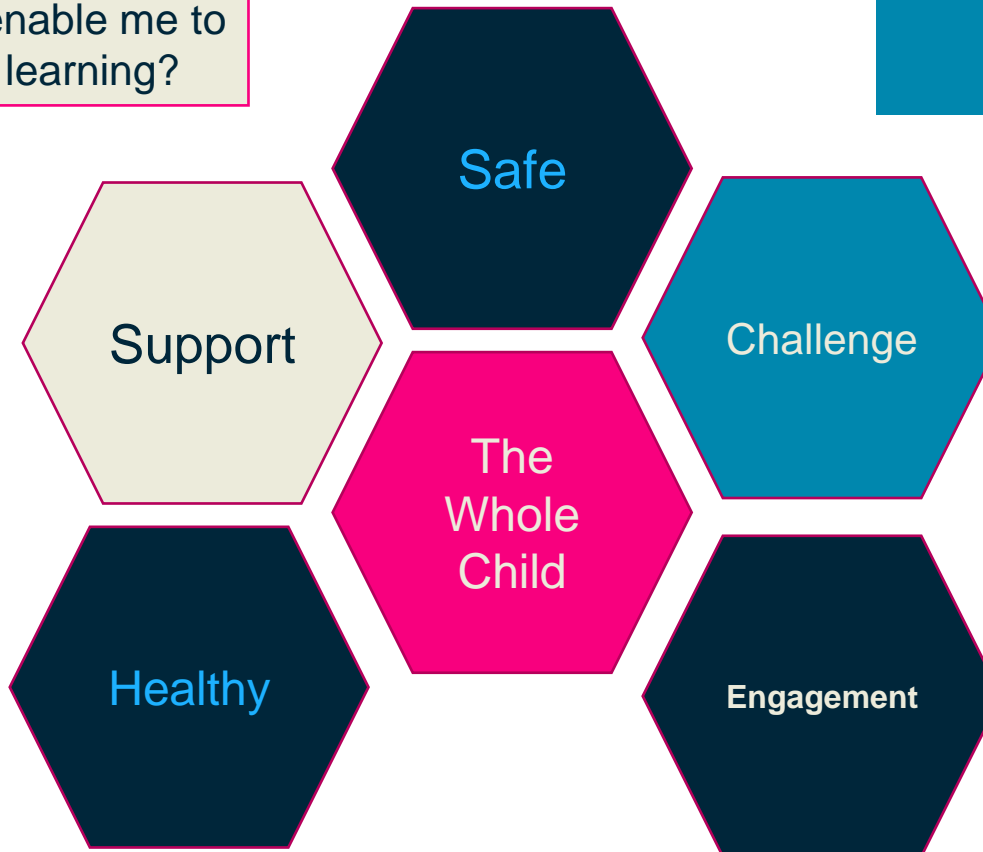 enable me to
learning?
Safe
Support
Challenge
The
Whole
Child
Healthy
Engagement